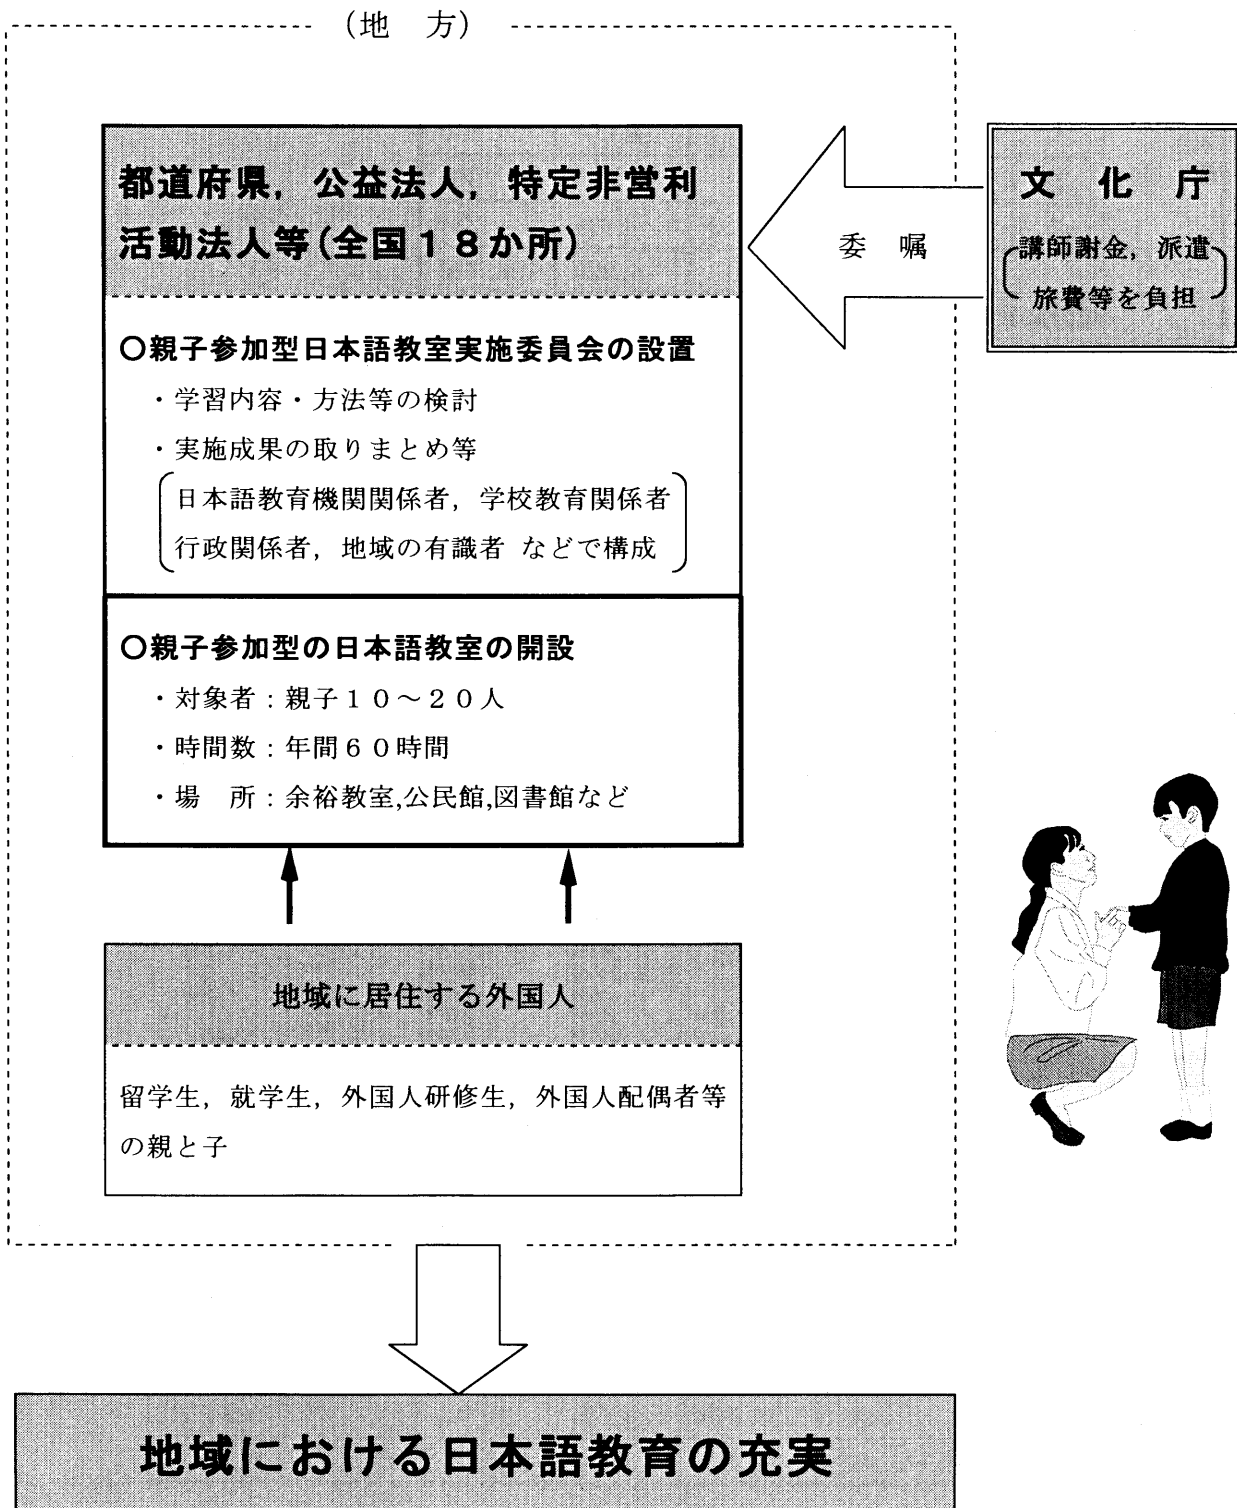 (地　方)
都道府県，公益法人，特定非営利
活動法人等(全国１８か所)
○親子参加型日本語教室実施委員会の設置
・学習内容・方法等の検討
・実施成果の取りまとめ等
日本語教育機関関係者，学校教育関係者
行政関係者，地域の有識者 などで構成
○親子参加型の日本語教室の開設
・対象者：親子１０～２０人
・時間数：年間６０時間
・場　所：余裕教室,公民館,図書館など
地域に居住する外国人
留学生，就学生，外国人研修生，外国人配偶者等
の親と子
委　嘱
文　化　庁
講師謝金，派遣
旅費等を負担
地域における日本語教育の充実